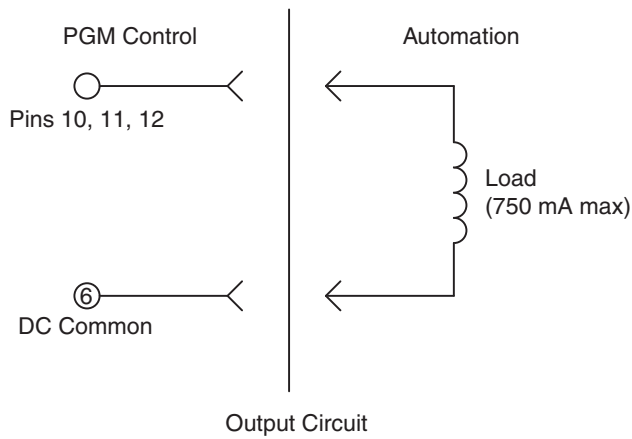 PGM Control
Automation
Pins 10, 11, 12
Load
(750 mA max)
6
DC Common
Output Circuit